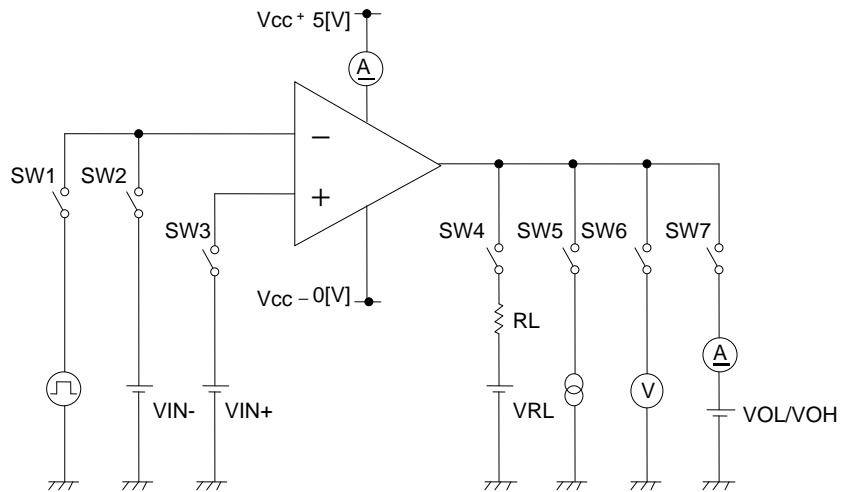 Vcc+ 5[V]
A
SW1
SW2
−
+
SW3
SW4
SW5
SW6
SW7
Vcc− 0[V]
RL
A
VIN-
VIN+
VRL
V
VOL/VOH